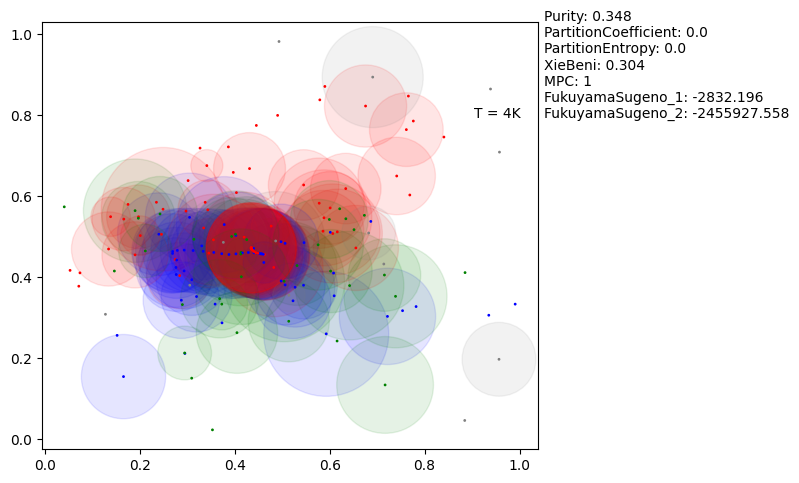 Purity: 0.348
PartitionCoefficient: 0.0
PartitionEntropy: 0.0
XieBeni: 0.304
MPC: 1
FukuyamaSugeno_1: -2832.196
FukuyamaSugeno_2: -2455927.558
T = 4K
1.0
0.8
0.6
0.4
0.2
0.0
0.0 0.2 0.4 0.6 0.8 1.0